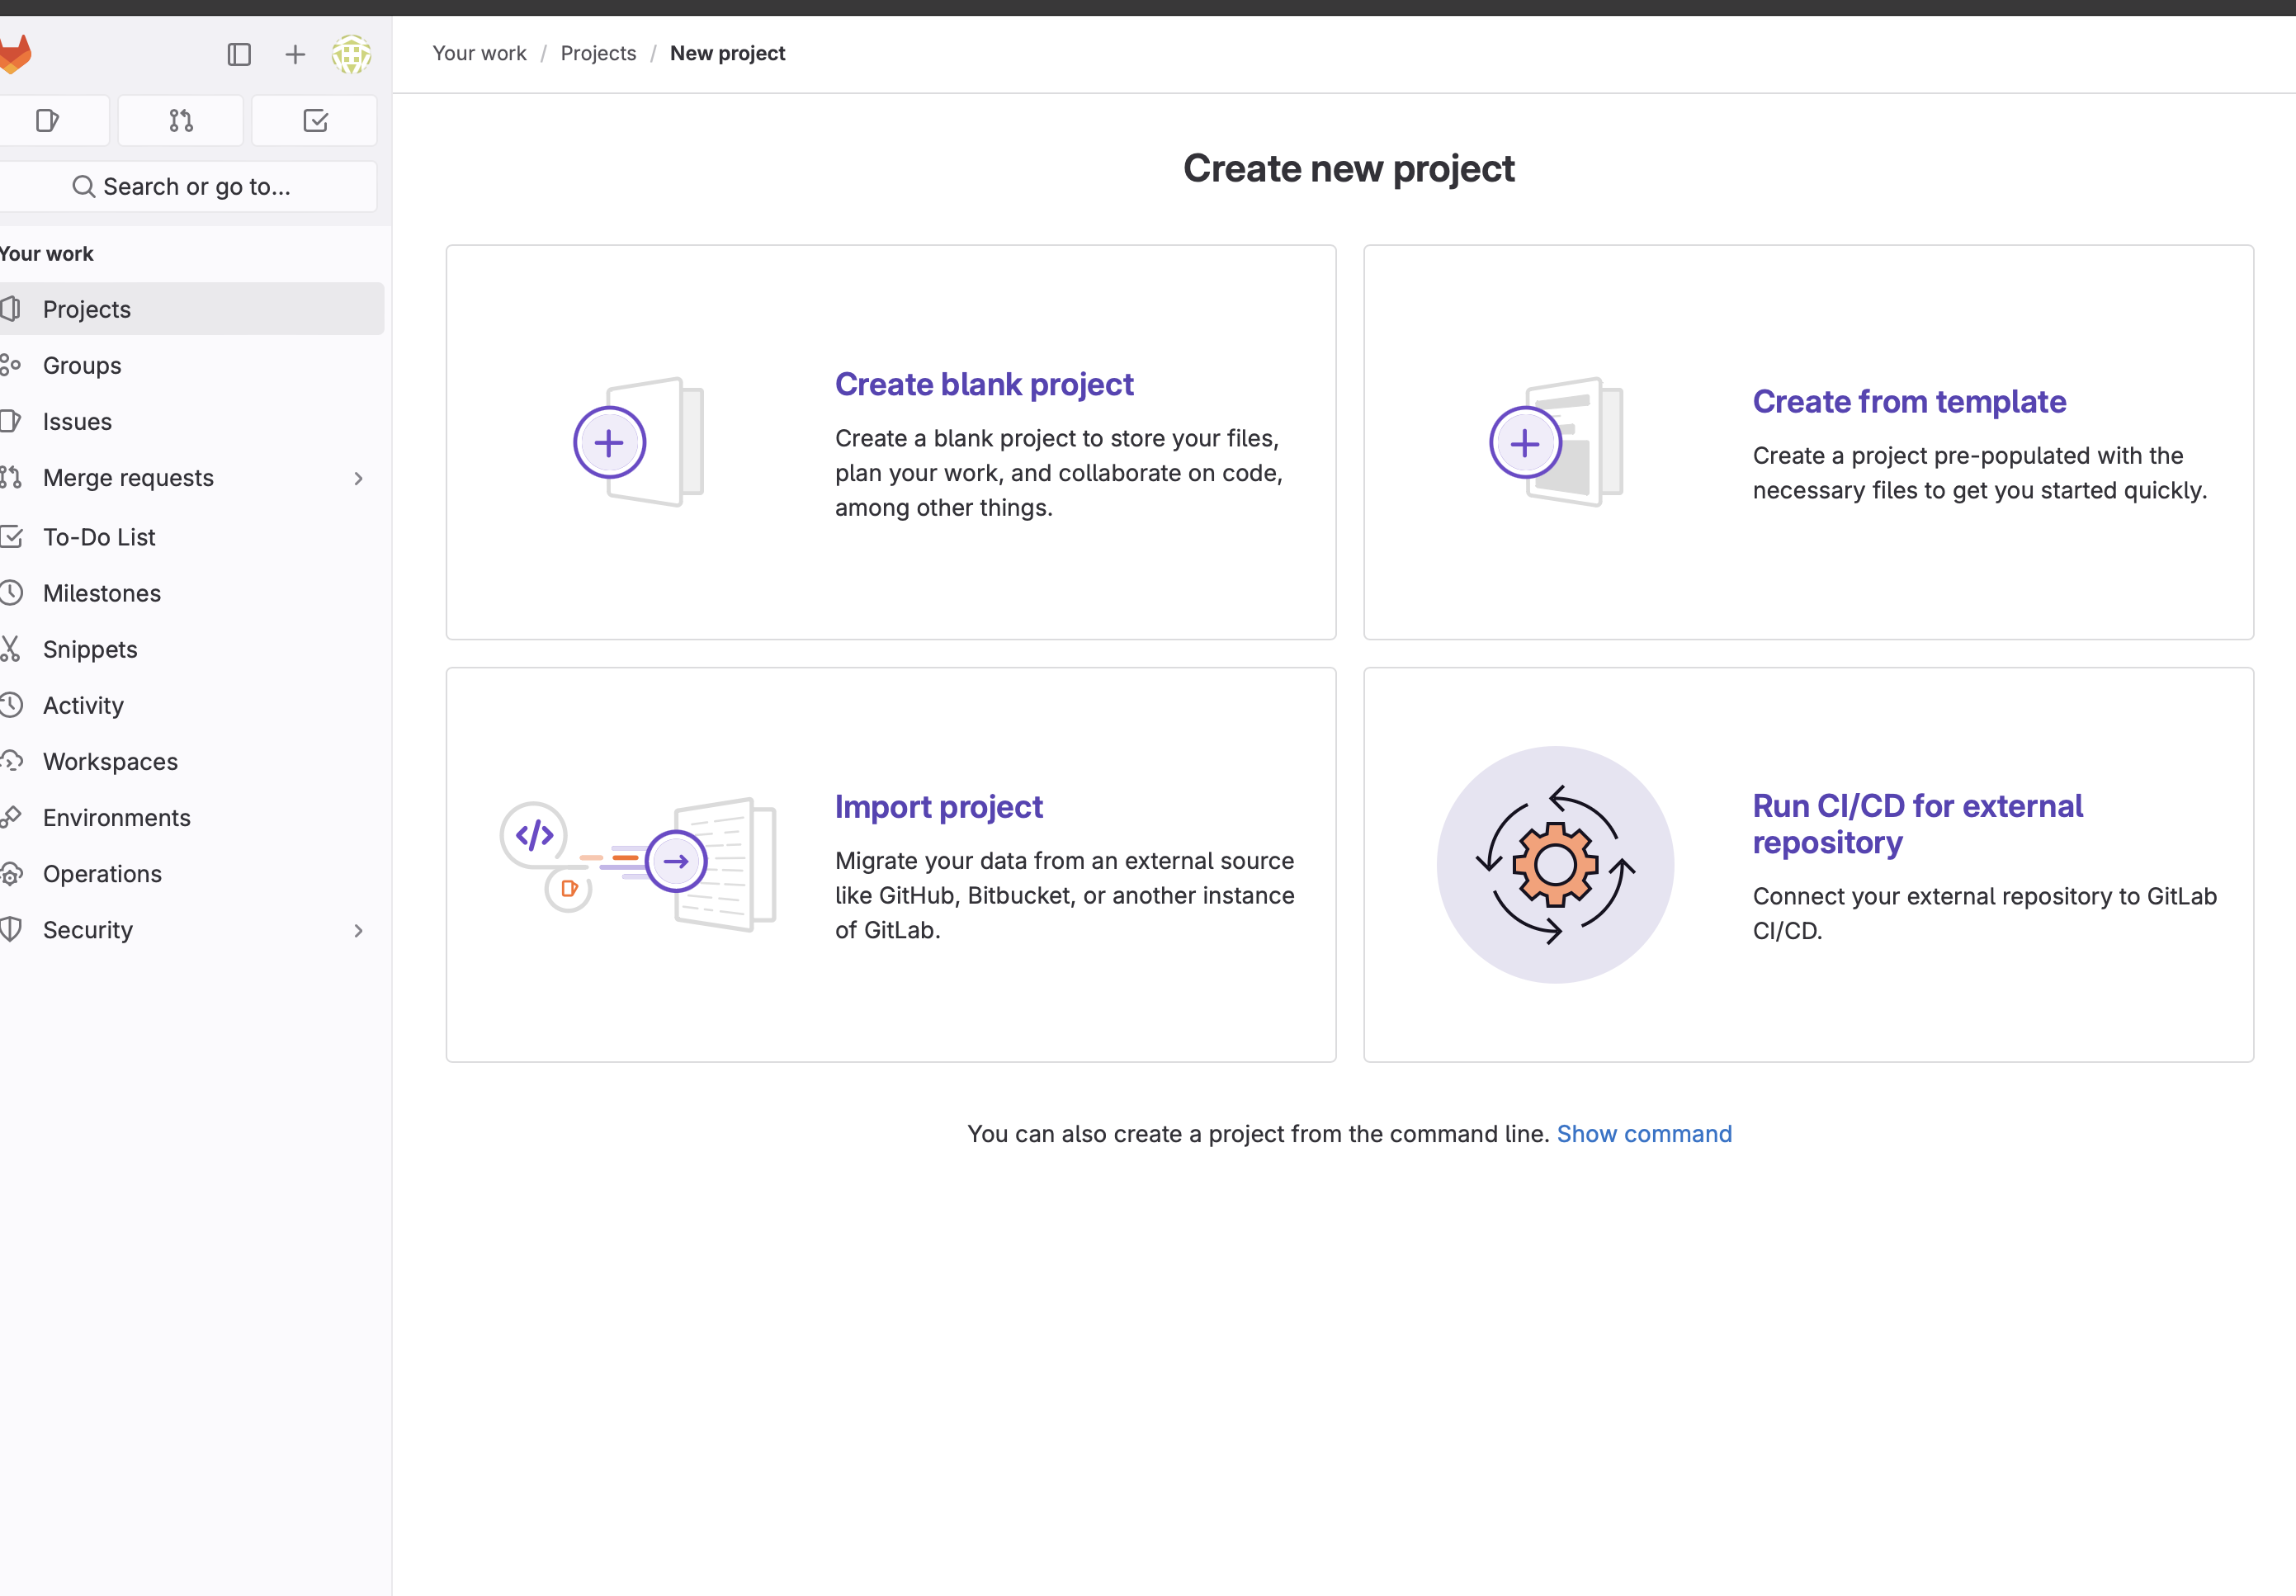 Your work / Projects / New project
Search or go to...
Your work
Projects
Groups
Issues
Merge requests
To-Do List
Milestones
Snippets
Activity
Workspaces
Environments
Operations
Security
Create new project
Create blank project
Create a blank project to store your files,
plan your work, and collaborate on code,
among other things.
Create from template
Create a project pre-populated with the
necessary files to get you started quickly.
Import project
Migrate your data from an external source
like GitHub, Bitbucket, or another instance
of GitLab.
Run CI/CD for external
repository
Connect your external repository to GitLab
CI/CD.
You can also create a project from the command line. Show command